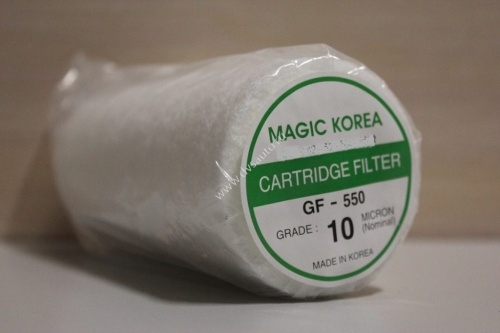 MAGIC KOREA
CARTRIDGE FILTER
GF - 550
GRADE : 10 MICRON
(Nominal)
MADE IN KOREA